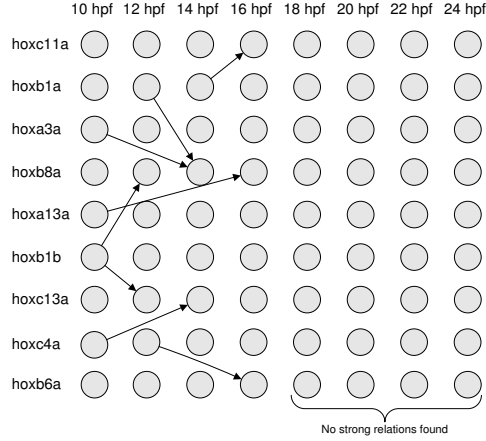 10 hpf 12 hpf 14 hpf 16 hpf 18 hpf 20 hpf 22 hpf 24 hpf
hoxc11a
hoxb1a
hoxa3a
hoxb8a
hoxa13a
hoxb1b
hoxc13a
hoxc4a
hoxb6a
No strong relations found